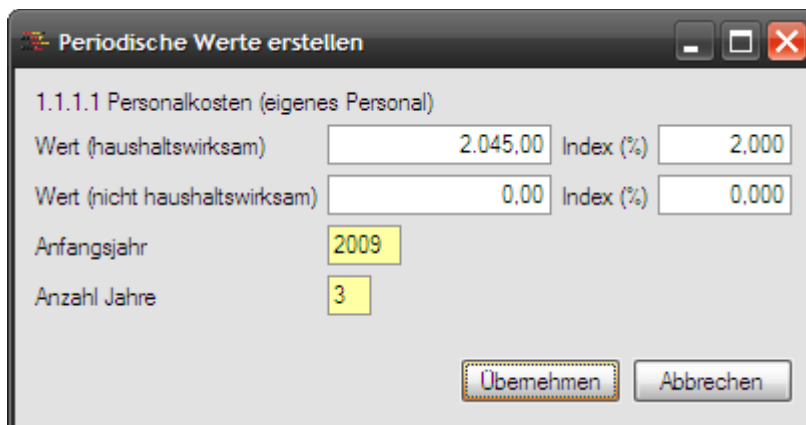 Periodische Werte erstellen
1.1.1.1 Personalkosten (eigenes Personal)
Wert (haushaltswirksam) 2.045,00 Index (%) 2,000
Wert (nicht haushaltswirksam) 0,00 Index (%) 0,000
Anfangsjahr 2009
Anzahl Jahre 3
Übernehmen Abbrechen